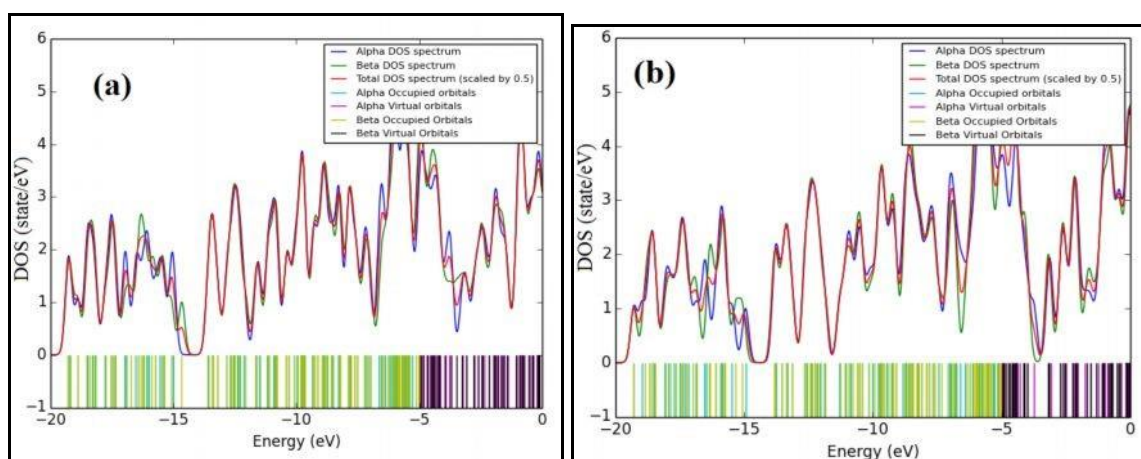 (a)
6
5
4
3
2
1
0
−1
DOS (state/eV)
Alpha DOS spectrum
Beta DOS spectrum
Total DOS spectrum (scaled by 0.5)
Alpha Occupied orbitals
Alpha Virtual orbitals
Beta Occupied Orbitals
Beta Virtual Orbitals
−20 −15 −10 −5 0
Energy (eV)
(b)
6
5
4
3
2
1
0
−1
DOS (state/eV)
Alpha DOS spectrum
Beta DOS spectrum
Total DOS spectrum (scaled by 0.5)
Alpha Occupied orbitals
Alpha Virtual orbitals
Beta Occupied Orbitals
Beta Virtual Orbitals
−20 −15 −10 −5 0
Energy (eV)